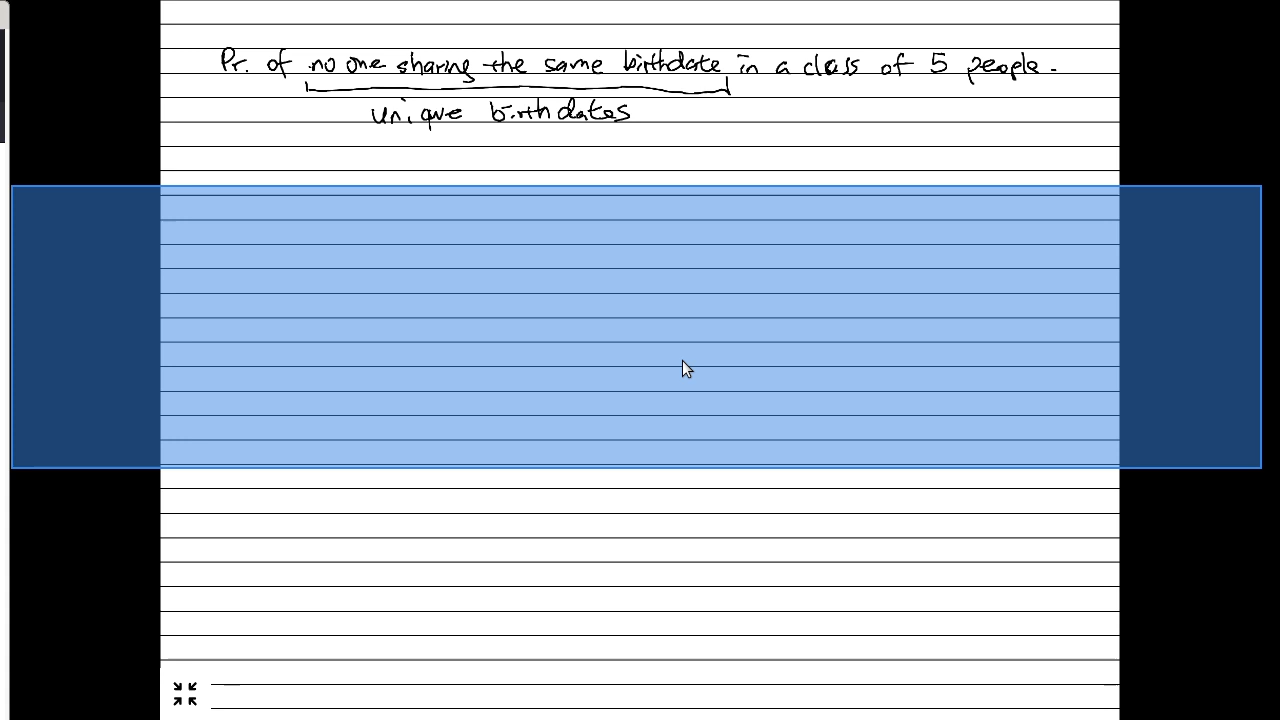 Pr. of no one sharing the same birthdate in a class of 5 people.
unique birthdates